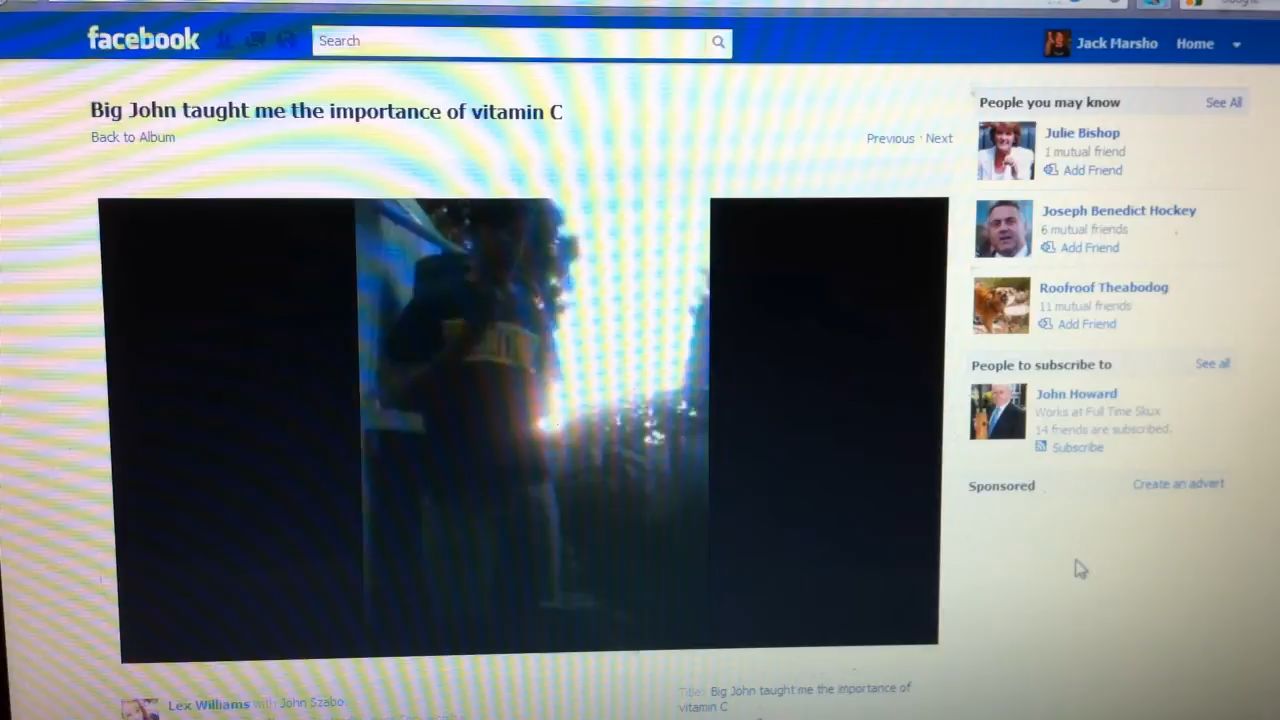 facebook
Search
Jack Marsho
Home
Big John taught me the importance of vitamin C
Back to Album
Previous · Next
People you may know
See All
Julie Bishop
1 mutual friend
Add Friend
Joseph Benedict Hockey
6 mutual friends
Add Friend
Roofroof Theabodog
11 mutual friends
Add Friend
People to subscribe to
See all
John Howard
Works at Full Time Skux
14 friends are subscribed.
Subscribe
Sponsored
Create an advert
Lex Williams with John Szabo
Title: Big John taught me the importance of
vitamin C